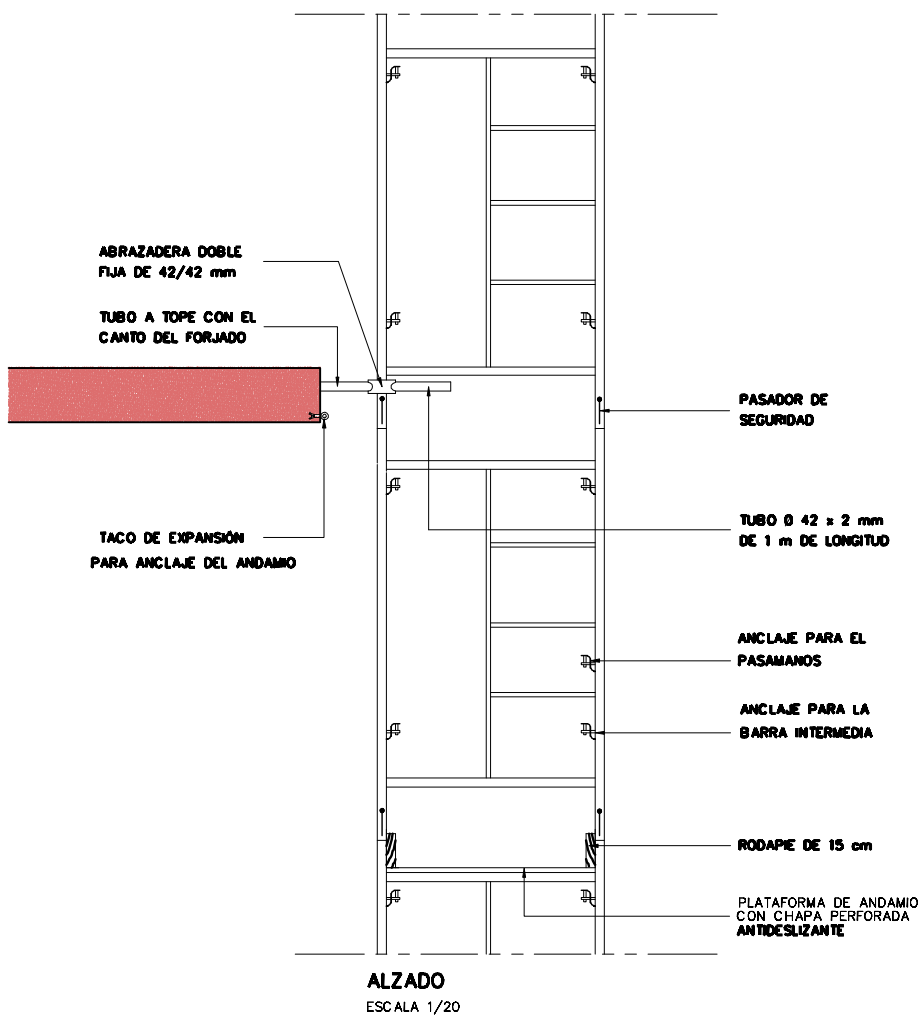 ABRAZADERA DOBLE
FIJA DE 42/42 mm
TUBO A TOPE CON EL
CANTO DEL FORJADO
TACO DE EXPANSIÓN
PARA ANCLAJE DEL ANDAMIO
PASADOR DE
SEGURIDAD
TUBO Ø 42 x 2 mm
DE 1 m DE LONGITUD
ANCLAJE PARA EL
PASAMANOS
ANCLAJE PARA LA
BARRA INTERMEDIA
RODAPIE DE 15 cm
PLATAFORMA DE ANDAMIO
CON CHAPA PERFORADA
ANTIDESLIZANTE
ALZADO
ESCALA 1/20